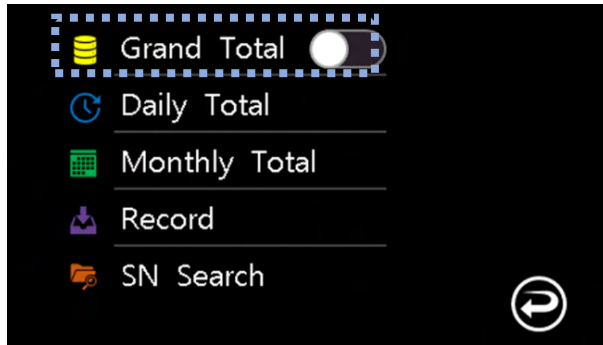 Grand Total
Daily Total
Monthly Total
Record
SN Search